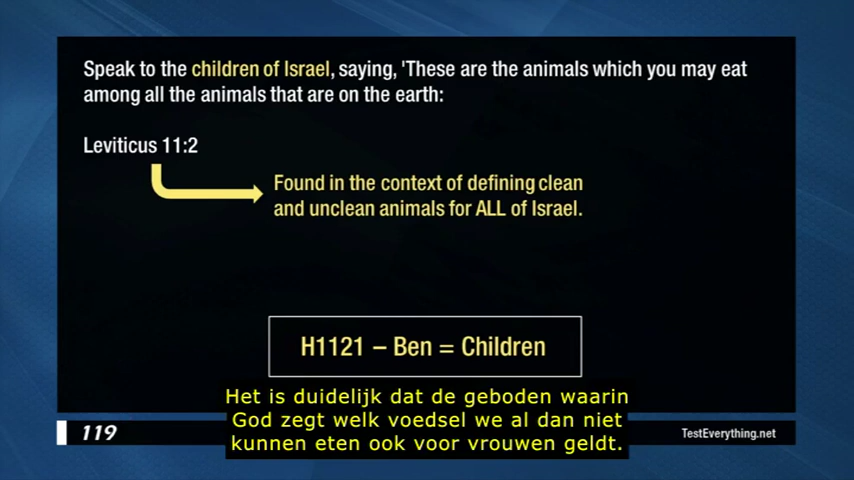 Speak to the children of Israel, saying, 'These are the animals which you may eat
among all the animals that are on the earth:
Leviticus 11:2
Found in the context of defining clean
and unclean animals for ALL of Israel.
H1121 – Ben = Children
Het is duidelijk dat de geboden waarin
God zegt welk voedsel we al dan niet
kunnen eten ook voor vrouwen geldt.
119
TestEverything.net